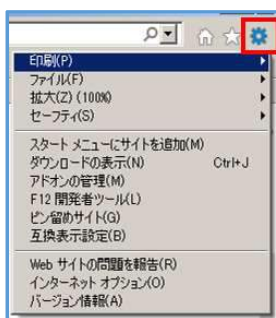 印刷(P)
ファイル(F)
拡大(Z) (100%)
セーフティ(S)
スタート メニューにサイトを追加(M)
ダウンロードの表示(N) Ctrl+J
アドオンの管理(M)
F12 開発者ツール(L)
ピン留めサイト(G)
互換表示設定(B)
Web サイトの問題を報告(R)
インターネット オプション(O)
バージョン情報(A)